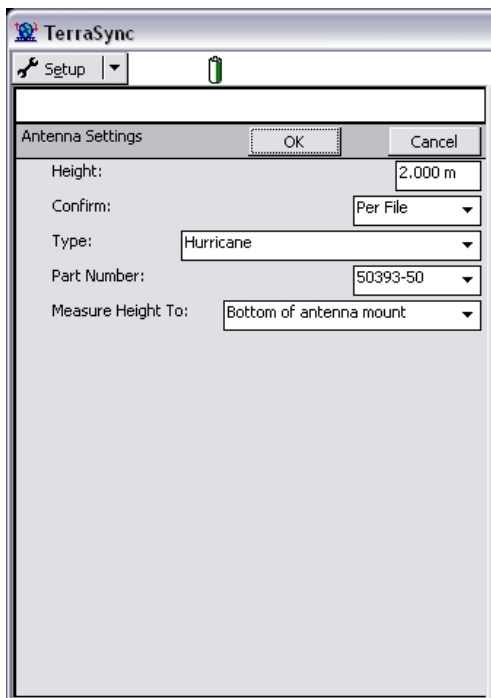 TerraSync
Setup
Antenna Settings OK Cancel
Height: 2.000 m
Confirm: Per File
Type: Hurricane
Part Number: 50393-50
Measure Height To: Bottom of antenna mount